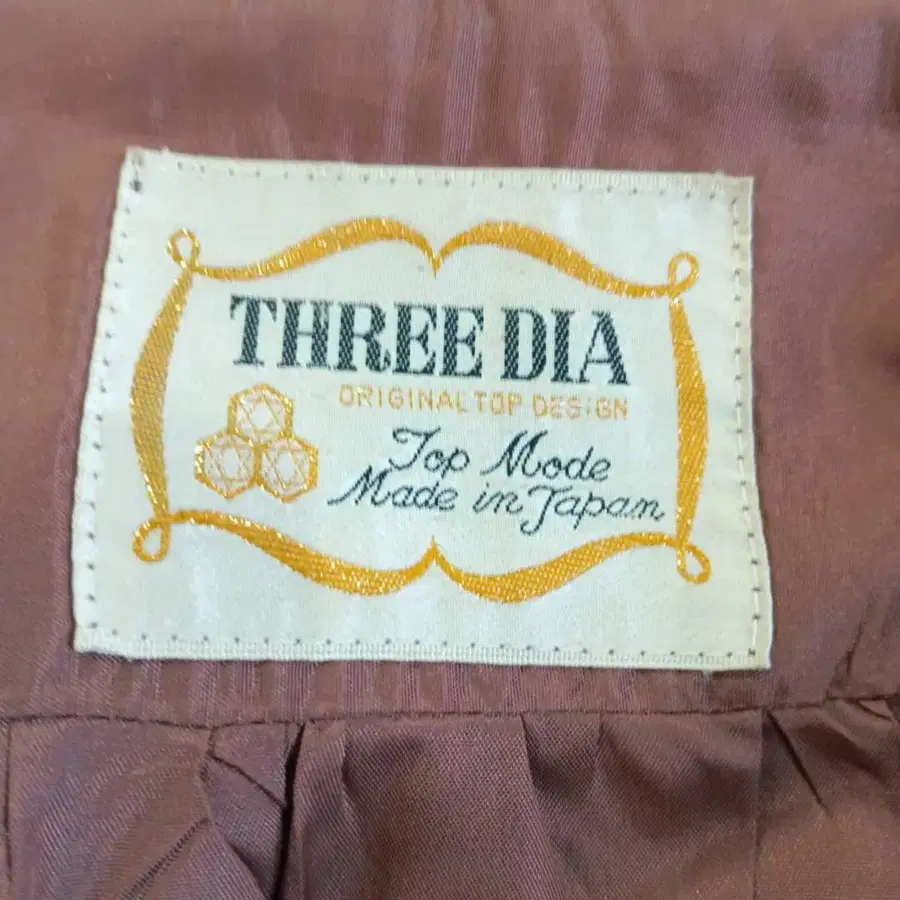 THREE DIA
ORIGINAL TOP DESIGN
Top Mode
Made in Japan